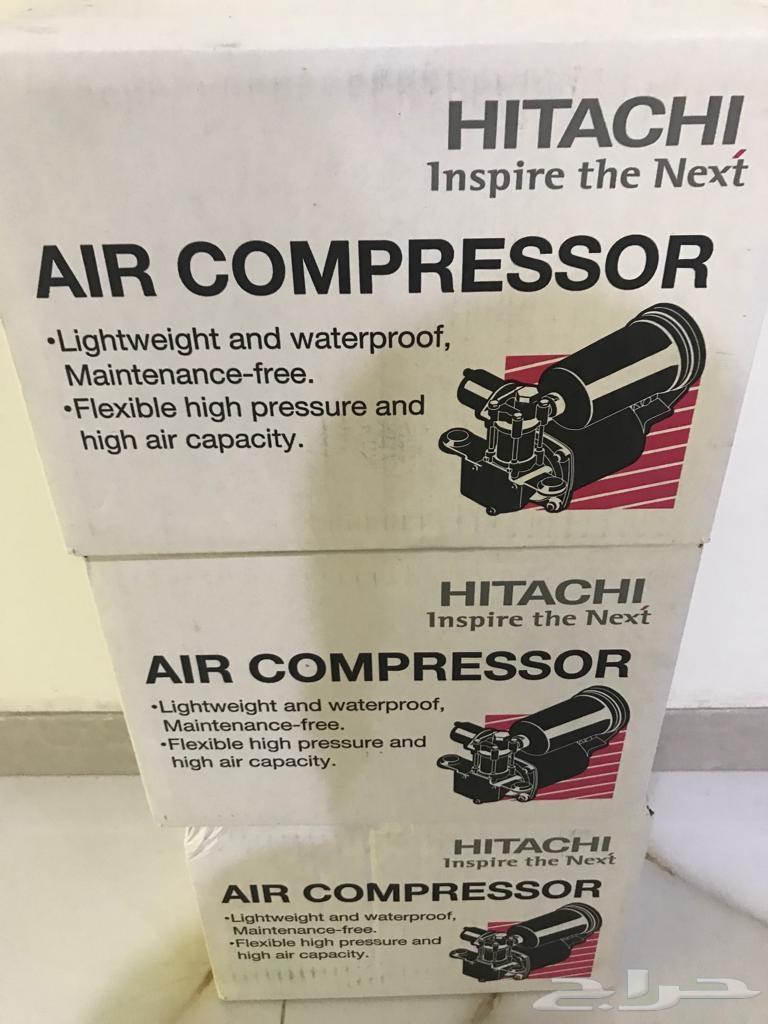 HITACHI
Inspire the Next
AIR COMPRESSOR
•Lightweight and waterproof,
Maintenance-free.
•Flexible high pressure and
high air capacity.
HITACHI
Inspire the Next
AIR COMPRESSOR
•Lightweight and waterproof,
Maintenance-free.
•Flexible high pressure and
high air capacity.
HITACHI
Inspire the Next
AIR COMPRESSOR
•Lightweight and waterproof,
Maintenance-free.
•Flexible high pressure and
high air capacity.
حراج